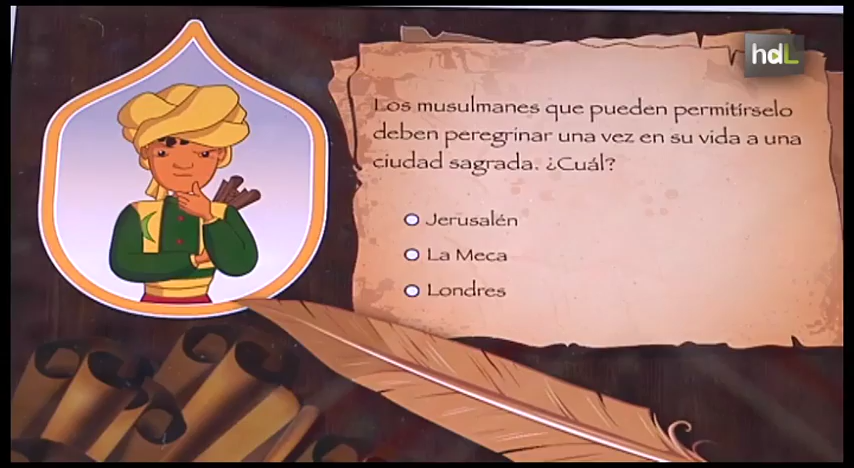 hdL
Los musulmanes que pueden permitírselo
deben peregrinar una vez en su vida a una
ciudad sagrada. ¿Cuál?
Jerusalén
La Meca
Londres